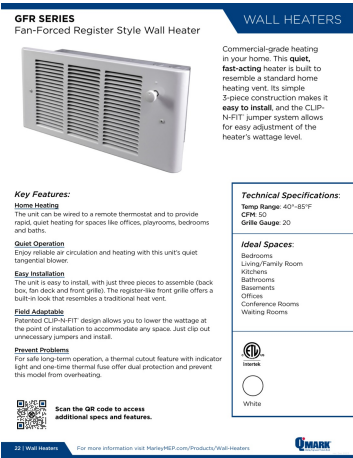 GFR SERIES
Fan-Forced Register Style Wall Heater
WALL HEATERS
Commercial-grade heating
in your home. This quiet,
fast-acting heater is built to
resemble a standard home
heating vent. Its simple
3-piece construction makes it
easy to install, and the CLIP-
N-FIT® jumper system allows
for easy adjustment of the
heater's wattage level.
Key Features:
Home Heating
The unit can be wired to a remote thermostat and to provide
rapid, quiet heating for spaces like offices, playrooms, bedrooms
and baths.
Quiet Operation
Enjoy reliable air circulation and heating with this unit's quiet
tangential blower.
Easy Installation
The unit is easy to install, with just three pieces to assemble (back
box, fan deck and front grille). The register-like front grille offers a
built-in look that resembles a traditional heat vent.
Field Adaptable
Patented CLIP-N-FIT® design allows you to lower the wattage at
the point of installation to accommodate any space. Just clip out
unnecessary jumpers and install.
Prevent Problems
For safe long-term operation, a thermal cutout feature with indicator
light and one-time thermal fuse offer dual protection and prevent
this model from overheating.
Technical Specifications:
Temp Range: 40°-85°F
CFM: 50
Grille Gauge: 20
Ideal Spaces:
Bedrooms
Living/Family Room
Kitchens
Bathrooms
Basements
Offices
Conference Rooms
Waiting Rooms
ETL
Intertek
White
Scan the QR code to access
additional specs and features.
22 | Wall Heaters
For more information visit MarleyMEP.com/Products/Wall-Heaters
QMARK